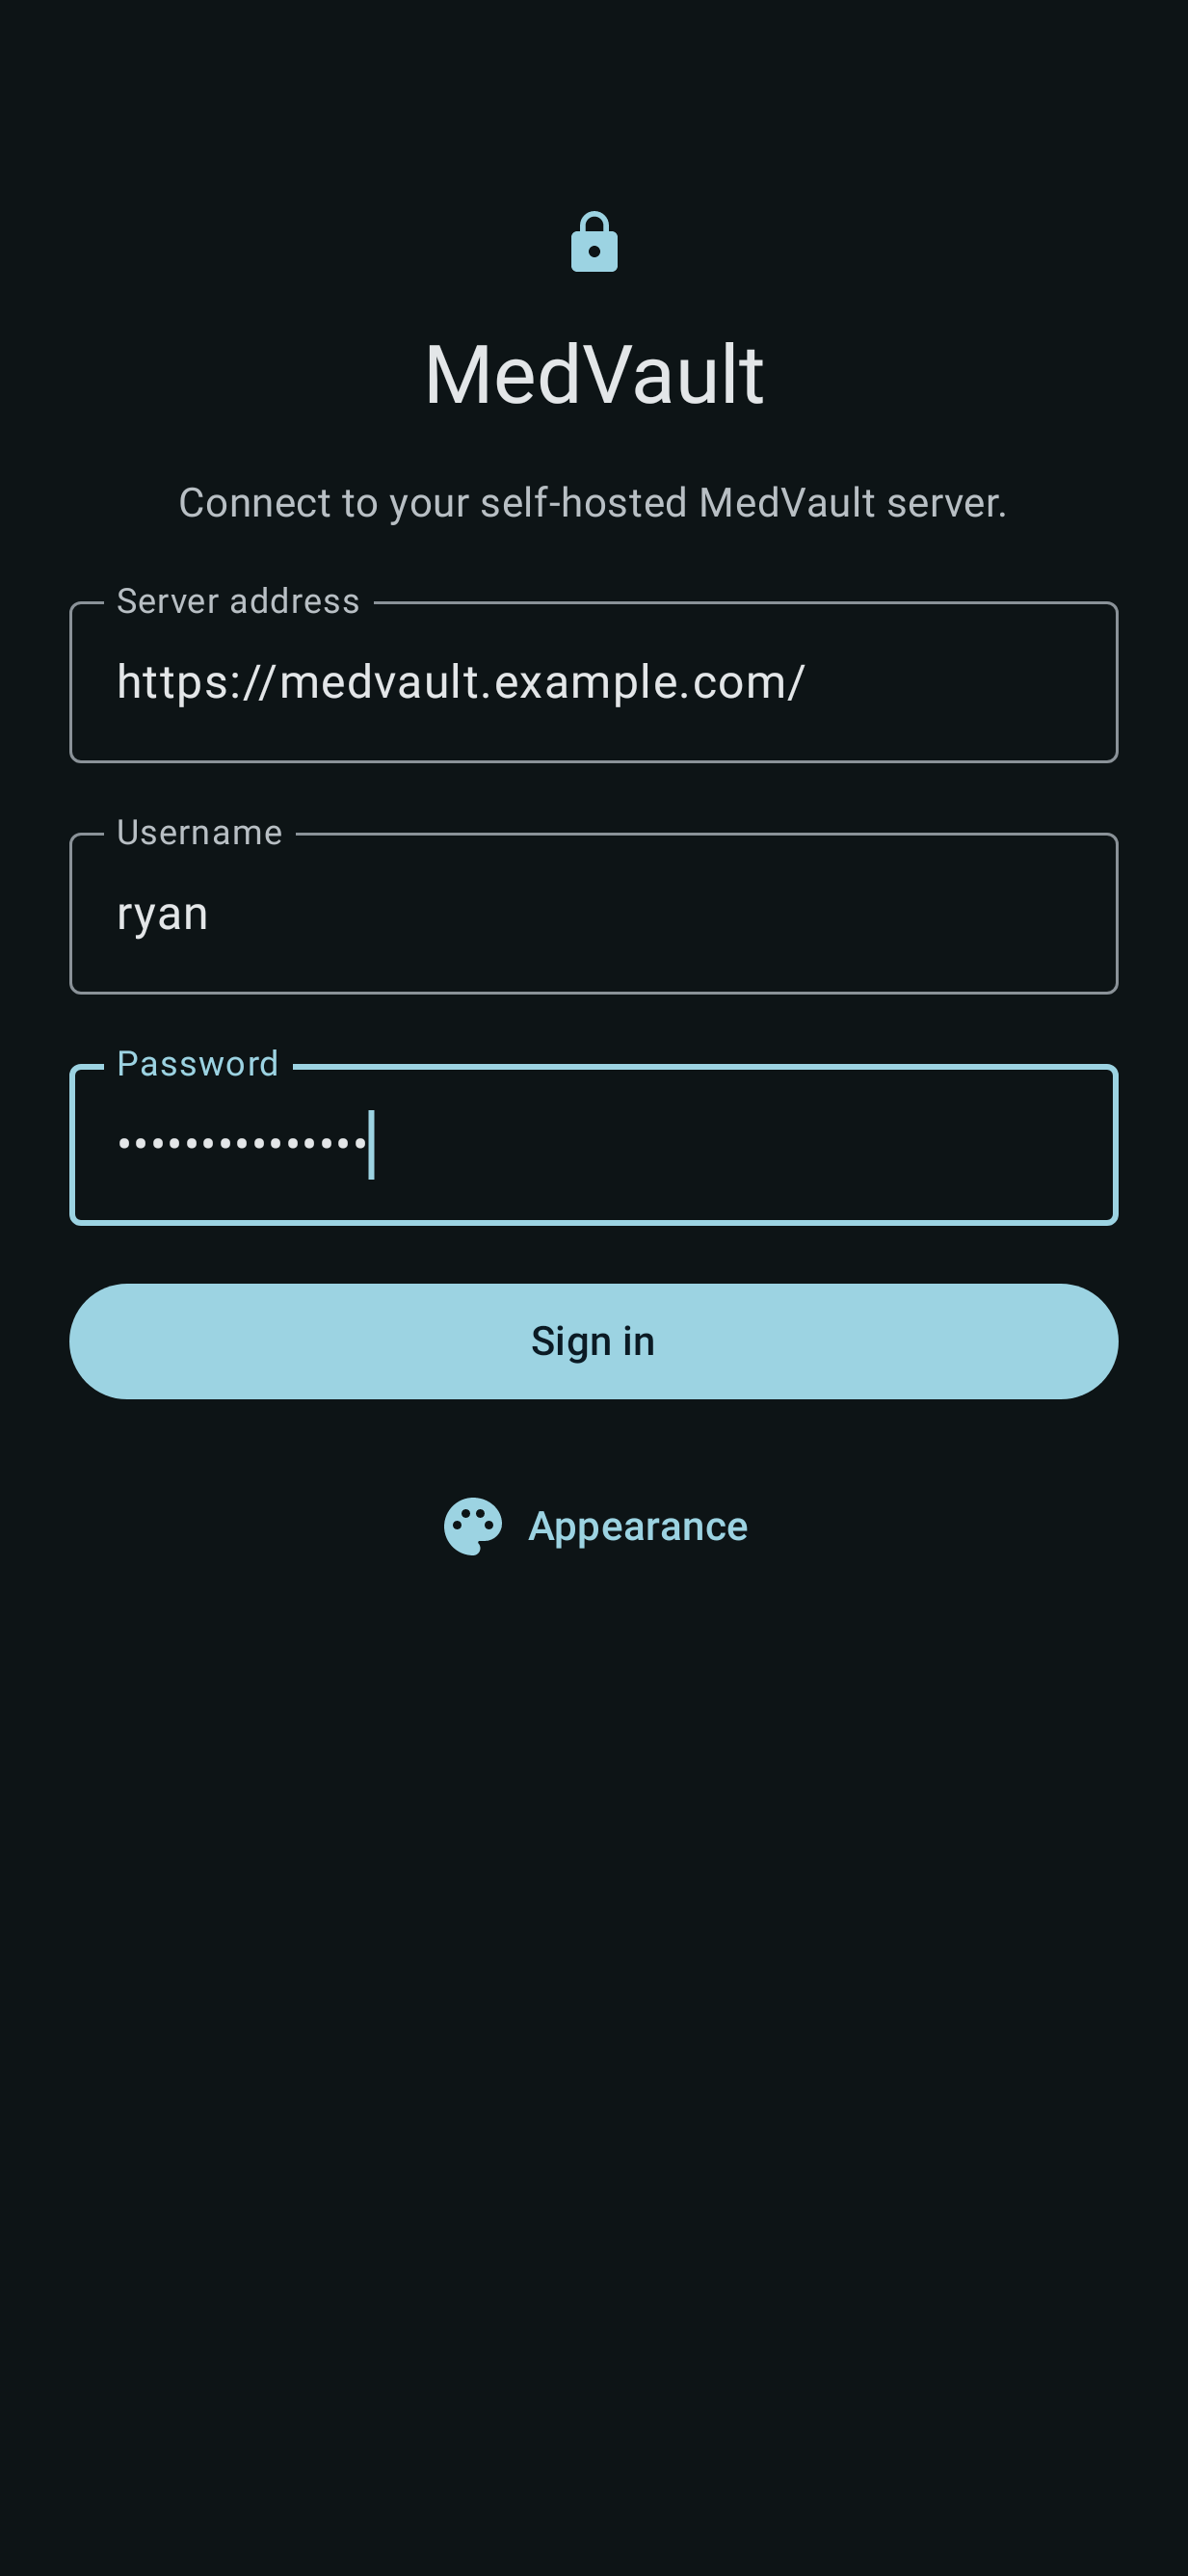 MedVault
Connect to your self-hosted MedVault server.
Server address
https://medvault.example.com/
Username
ryan
Password
•••••••••••••••
Sign in
Appearance